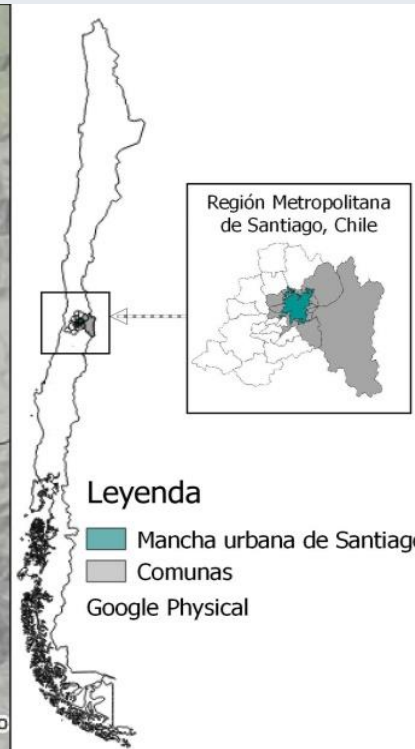 Región Metropolitana
de Santiago, Chile
Leyenda
Mancha urbana de Santiago
Comunas
Google Physical